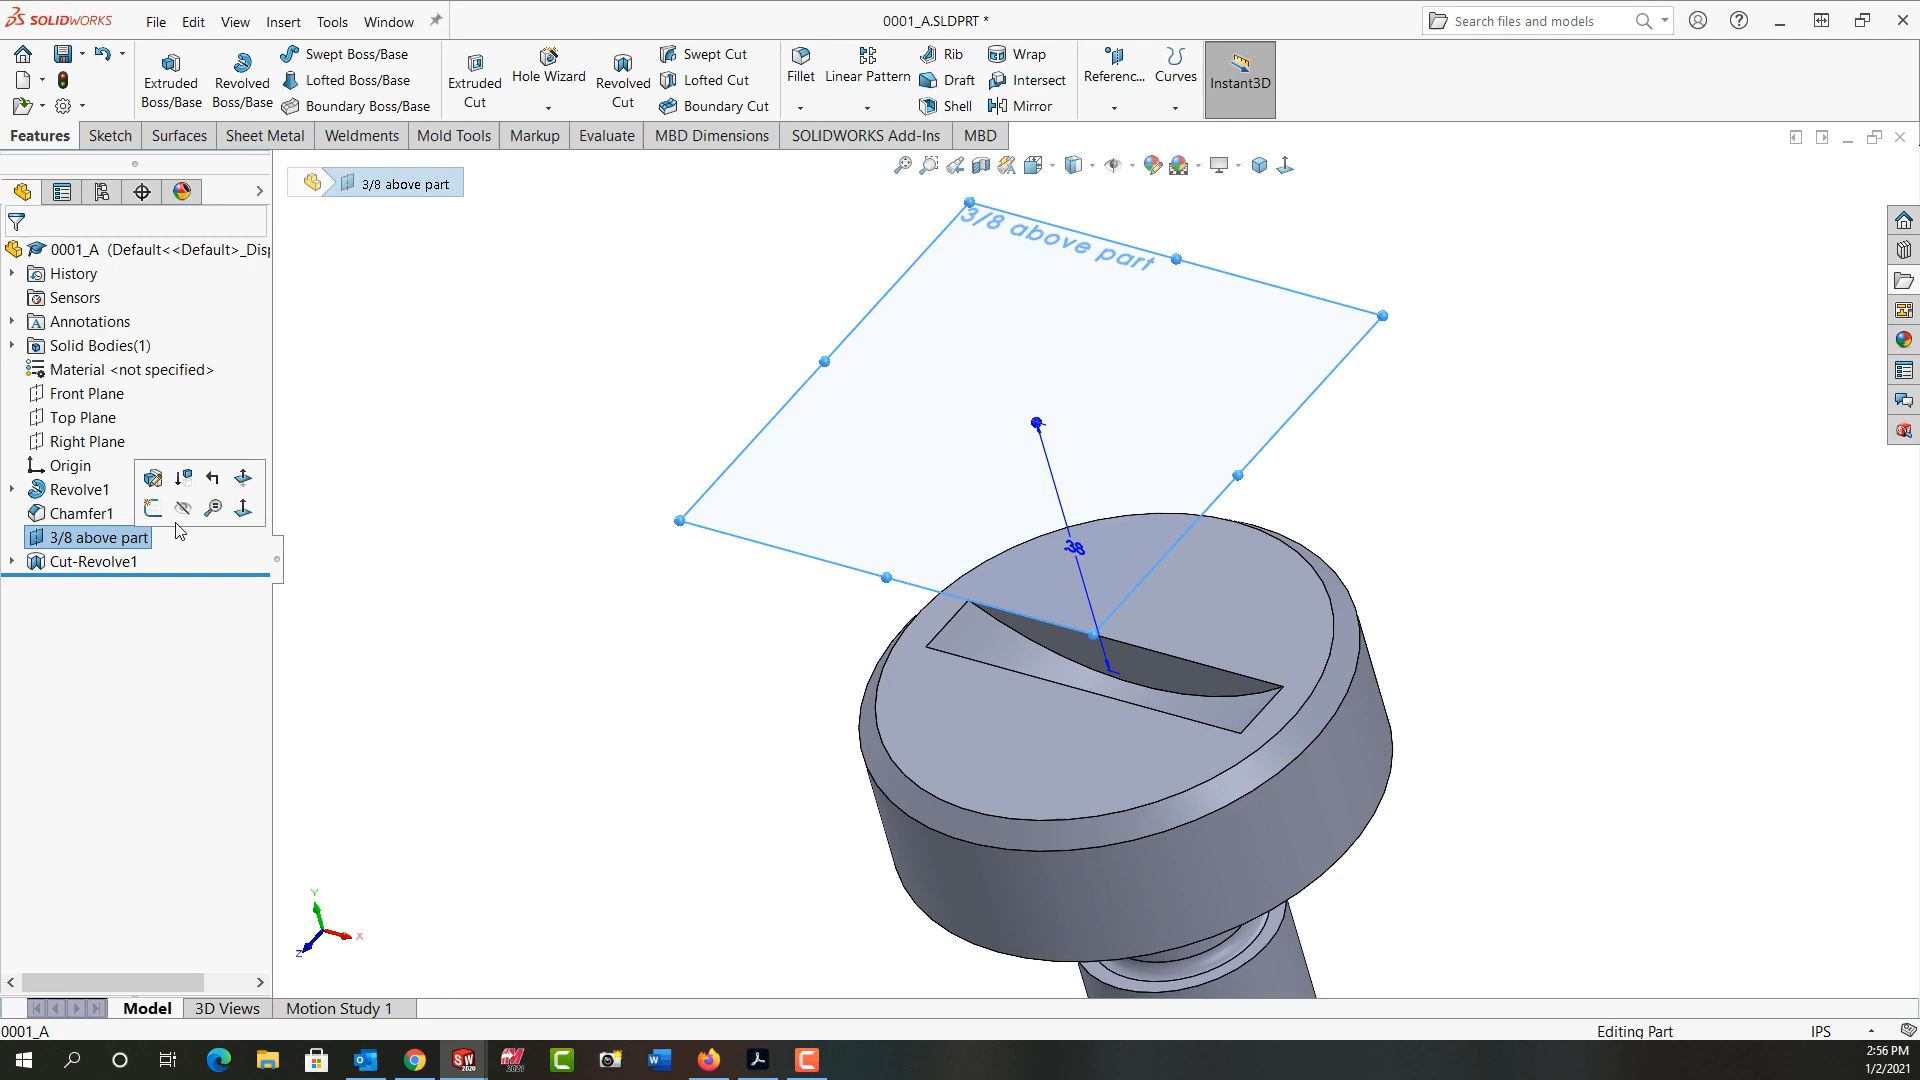 SOLIDWORKS File Edit View Insert Tools Window 0001_A.SLDPRT * Search files and models
Extruded Boss/Base
Revolved Boss/Base
Swept Boss/Base
Lofted Boss/Base
Boundary Boss/Base
Extruded Cut
Hole Wizard
Revolved Cut
Swept Cut
Lofted Cut
Boundary Cut
Fillet
Linear Pattern
Rib
Draft
Shell
Wrap
Intersect
Mirror
Referenc...
Curves
Instant3D
Features Sketch Surfaces Sheet Metal Weldments Mold Tools Markup Evaluate MBD Dimensions SOLIDWORKS Add-Ins MBD
3/8 above part
0001_A (Default<<Default>_Disp
History
Sensors
Annotations
Solid Bodies(1)
Material <not specified>
Front Plane
Top Plane
Right Plane
Origin
Revolve1
Chamfer1
3/8 above part
Cut-Revolve1
3/8 above part
.38
Y
X
Z
Model 3D Views Motion Study 1
0001_A Editing Part IPS
2:56 PM
1/2/2021